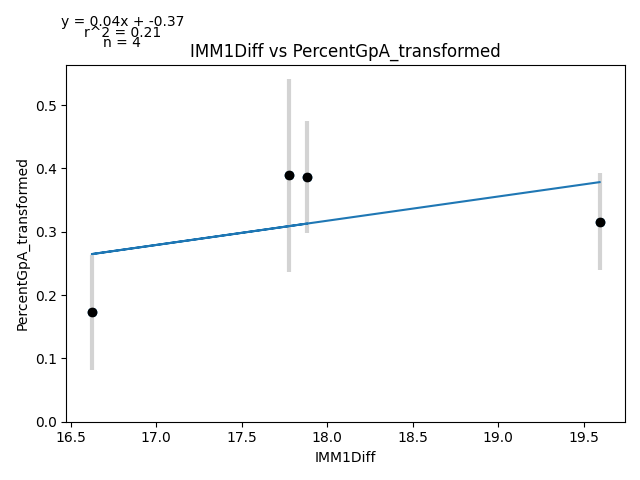 y = 0.04x + -0.37
r^2 = 0.21
n = 4
IMM1Diff vs PercentGpA_transformed
PercentGpA_transformed
0.5
0.4
0.3
0.2
0.1
0.0
16.5 17.0 17.5 18.0 18.5 19.0 19.5
IMM1Diff